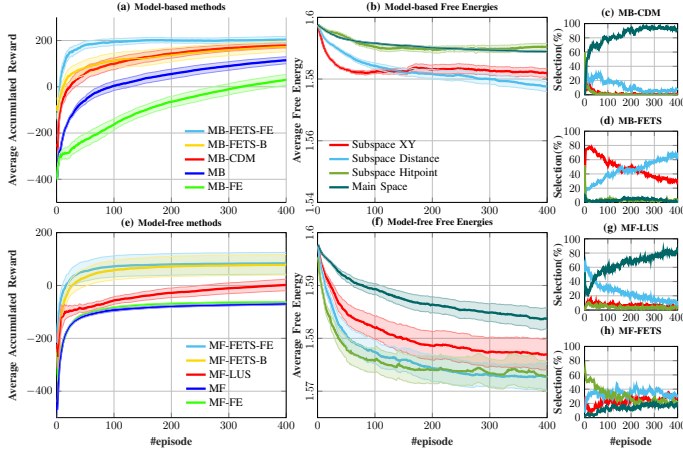 (a) Model-based methods
Average Accumulated Reward
200
0
−200
−400
0
100
200
300
400
MB-FETS-FE
MB-FETS-B
MB-CDM
MB
MB-FE
(b) Model-Based Free Energies
Average Free Energy
1.6
1.58
1.56
1.54
0
100
200
300
400
Subspace XY
Subspace Distance
Subspace Hitpoint
Main Space
(c) MB-CDM
Selection(%)
100
80
60
40
20
0
0
100
200
300
400
(d) MB-FETS
Selection(%)
100
80
60
40
20
0
0
100
200
300
400
(e) Model-free methods
Average Accumulated Reward
200
0
−200
−400
0
100
200
300
400
#episode
MF-FETS-FE
MF-FETS-B
MF-LUS
MF
MF-FE
(f) Model-Free Free Energies
Average Free Energy
1.6
1.59
1.58
1.57
0
100
200
300
400
#episode
(g) MF-LUS
Selection(%)
100
80
60
40
20
0
0
100
200
300
400
(h) MF-FETS
Selection(%)
100
80
60
40
20
0
0
100
200
300
400
#episode